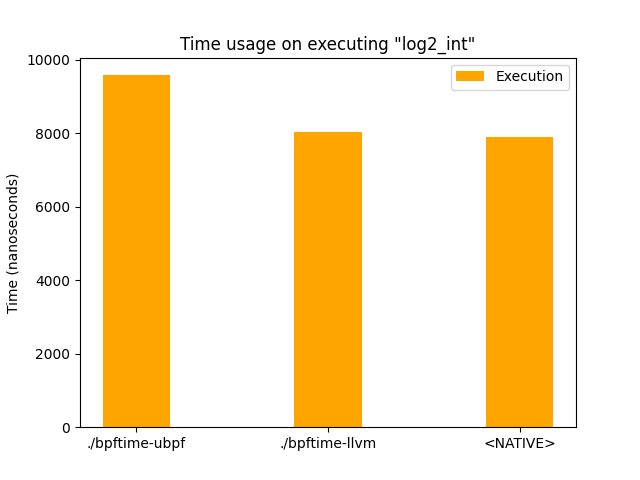 Time usage on executing "log2_int"
Execution
Time (nanoseconds)
10000
8000
6000
4000
2000
0
./bpftime-ubpf
./bpftime-llvm
<NATIVE>